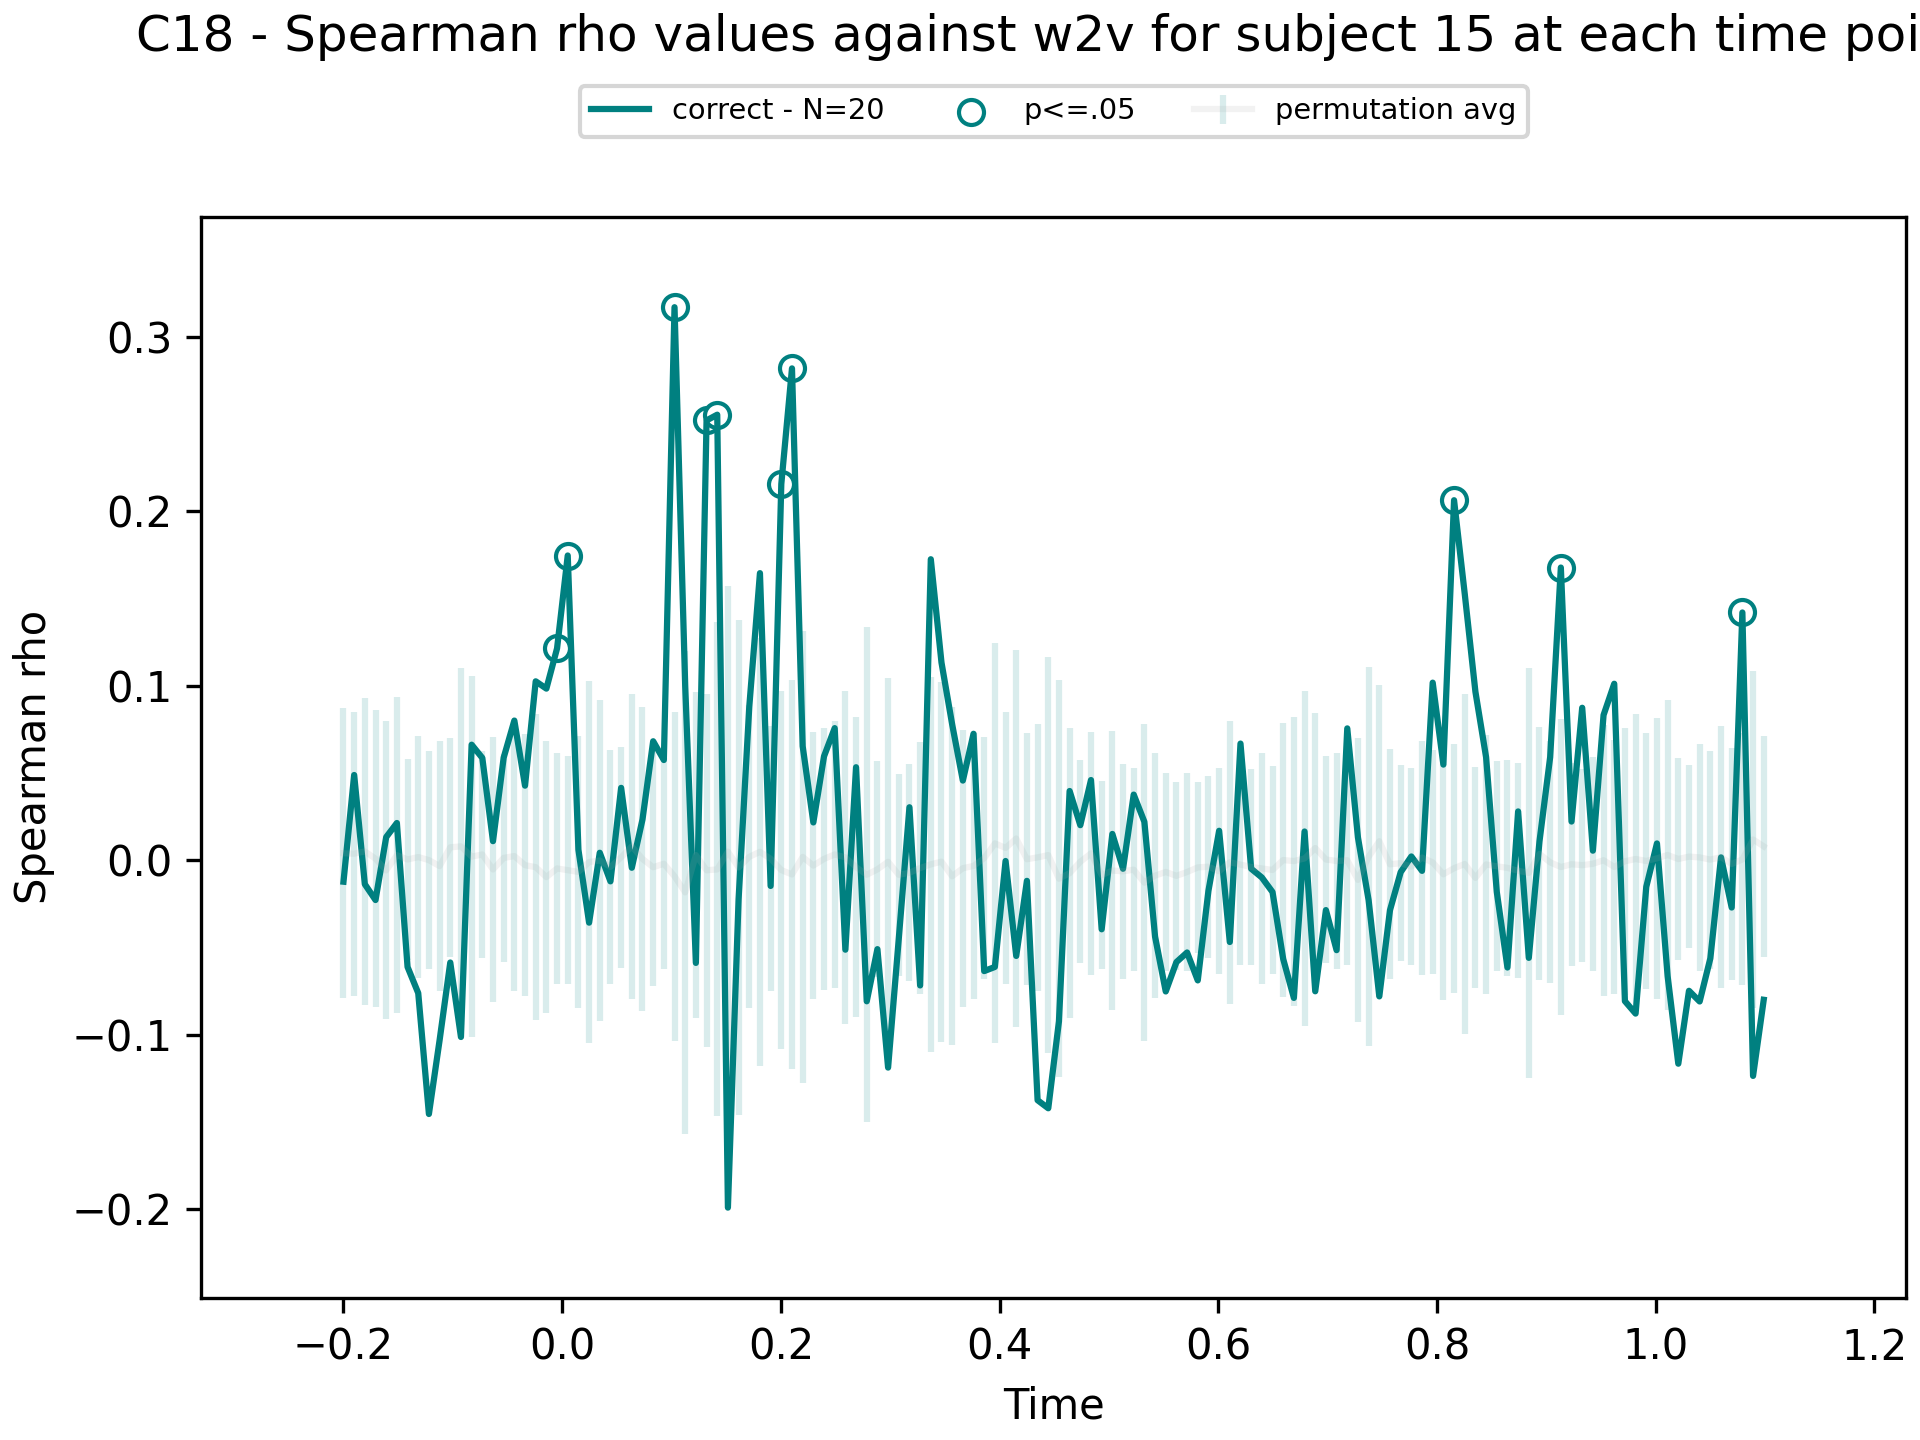 C18 - Spearman rho values against w2v for subject 15 at each time poi
correct - N=20 p<=.05 permutation avg
Spearman rho
0.3
0.2
0.1
0.0
−0.1
−0.2
−0.2 0.0 0.2 0.4 0.6 0.8 1.0 1.2
Time